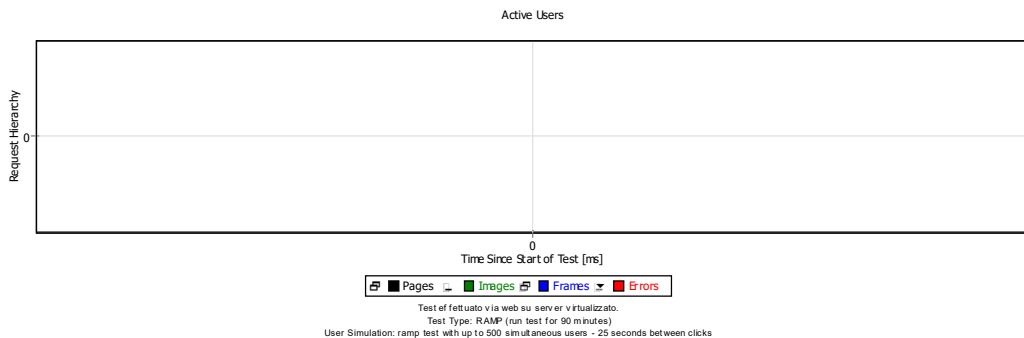 Active Users
Request Hierarchy
0
0
Time Since Start of Test [ms]
Pages Images Frames Errors
Test effettuato via web su server virtualizzato.
Test Type: RAMP (run test for 90 minutes)
User Simulation: ramp test with up to 500 simultaneous users - 25 seconds between clicks